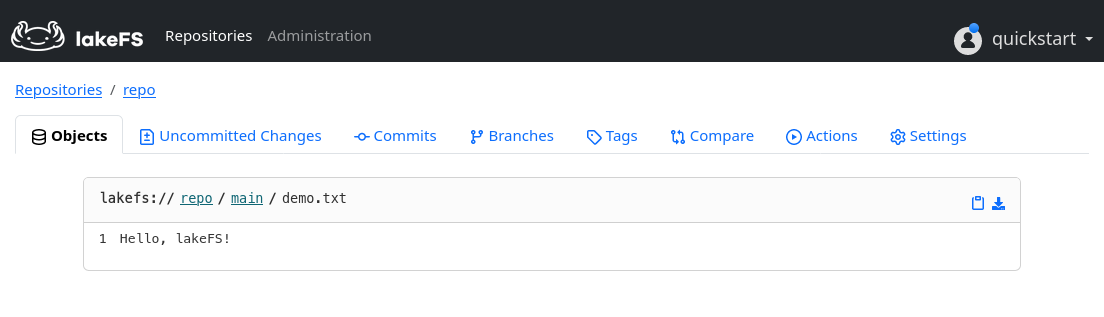 lakeFS Repositories Administration quickstart
Repositories / repo
Objects Uncommitted Changes Commits Branches Tags Compare Actions Settings
lakefs:// repo / main / demo.txt
1 Hello, lakeFS!